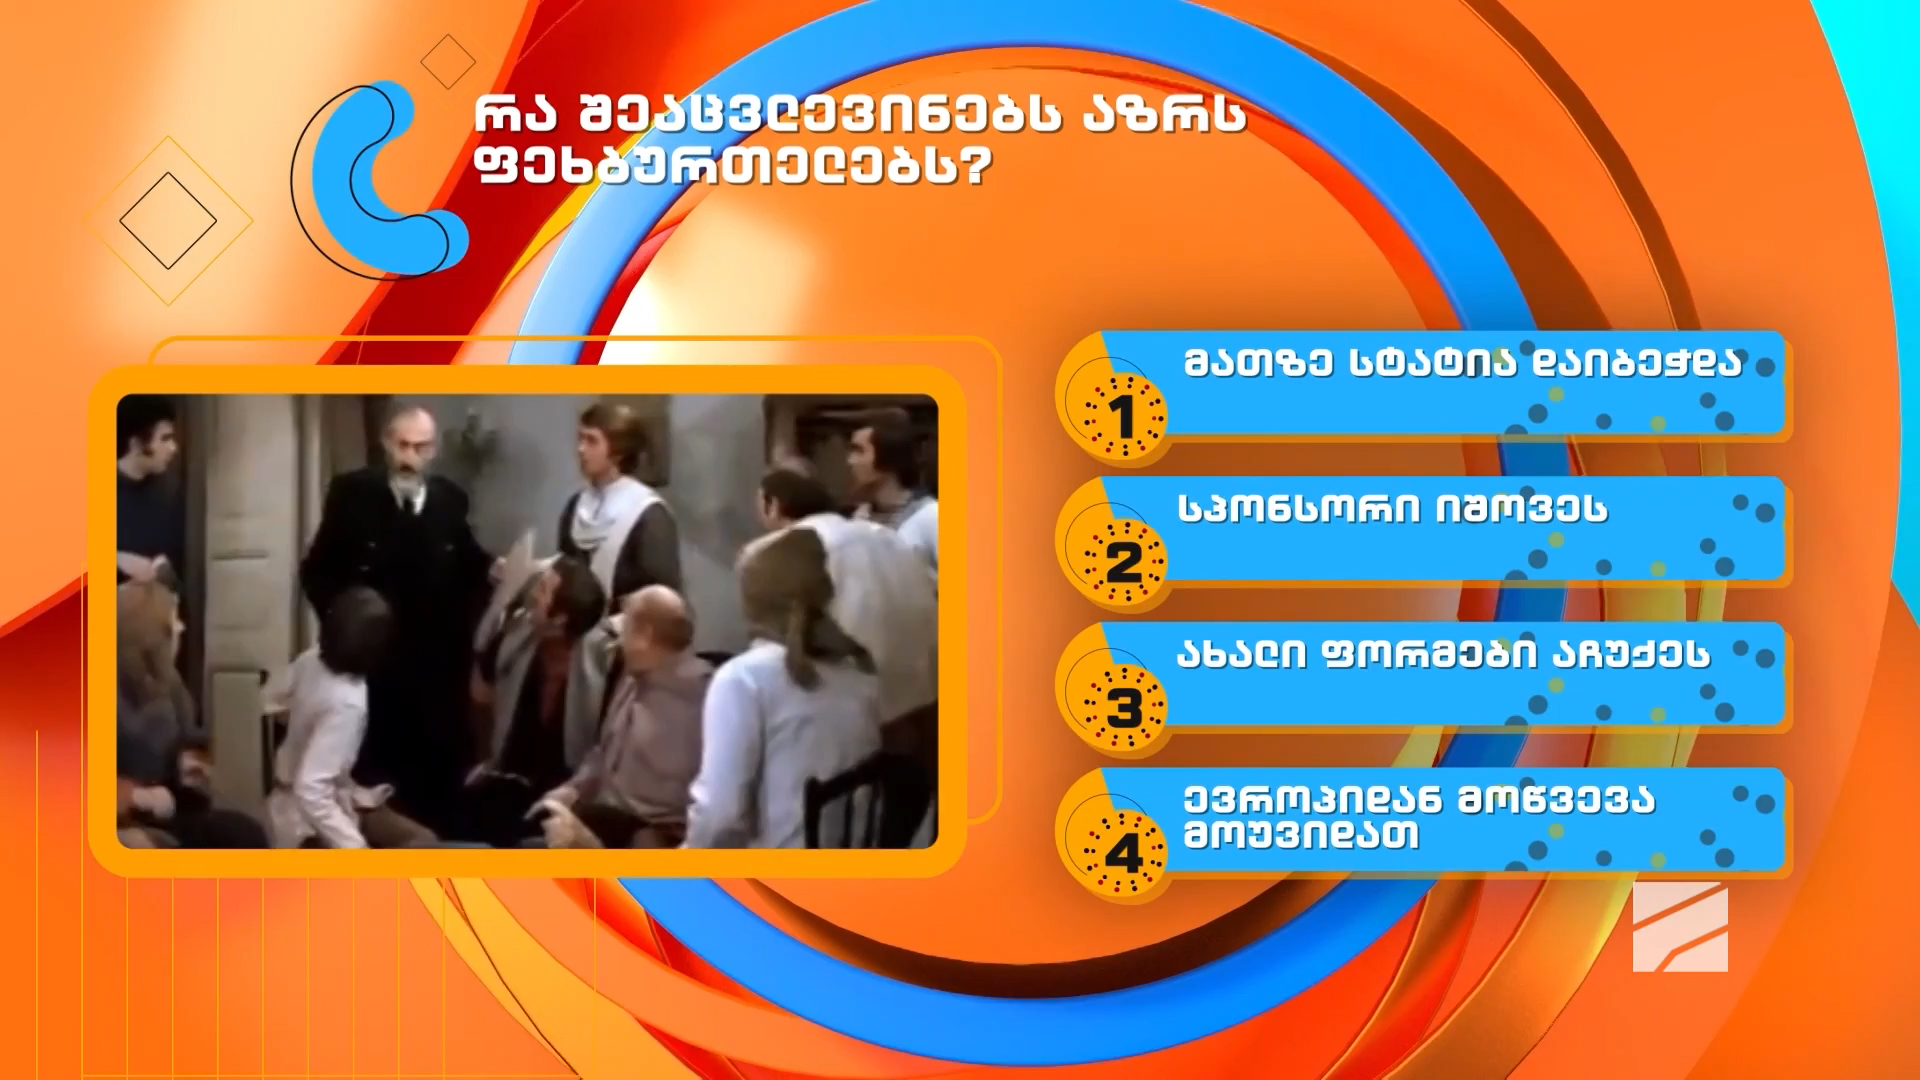 რა შეაცვლევინებს აზრს
ფეხბურთელებს?
1
მათზე სტატია დაიბეჭდა
2
სპონსორი იშოვეს
3
ახალი ფორმები აჩუქეს
4
ევროპიდან მოწვევა
მოუვიდათ